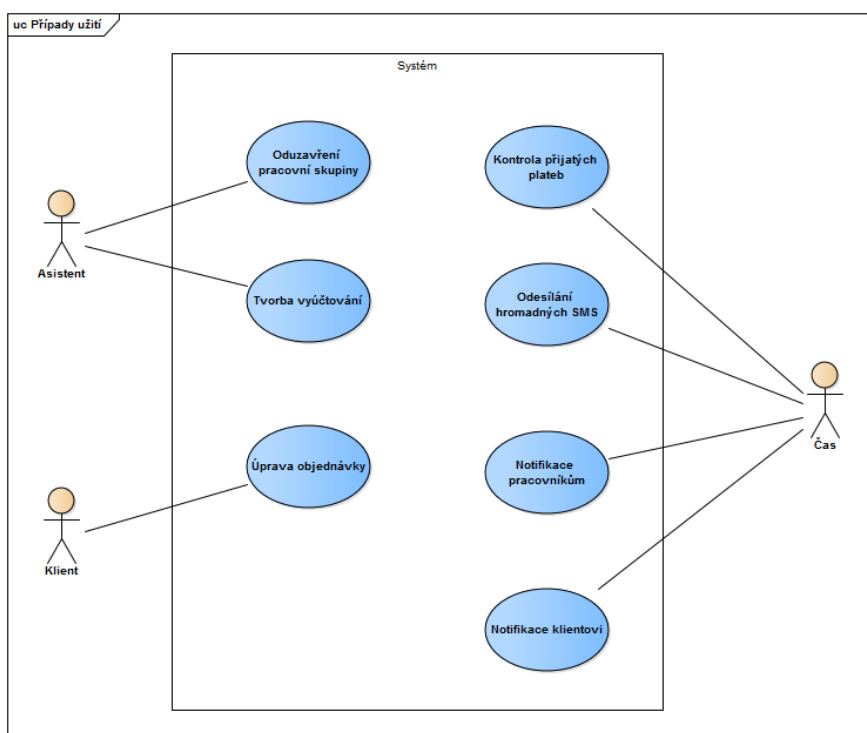 uc Případy užití
Systém
Oduzavření
pracovní skupiny
Kontrola přijatých
plateb
Asistent
Tvorba vyúčtování
Odesílání
hromadných SMS
Čas
Úprava objednávky
Notifikace
pracovníkům
Klient
Notifikace klientovi